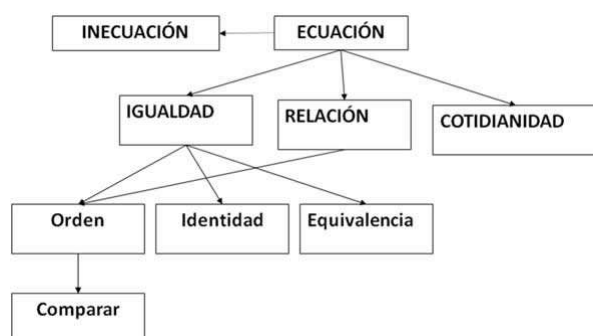 INECUACIÓN
ECUACIÓN
IGUALDAD
RELACIÓN
COTIDIANIDAD
Orden
Identidad
Equivalencia
Comparar